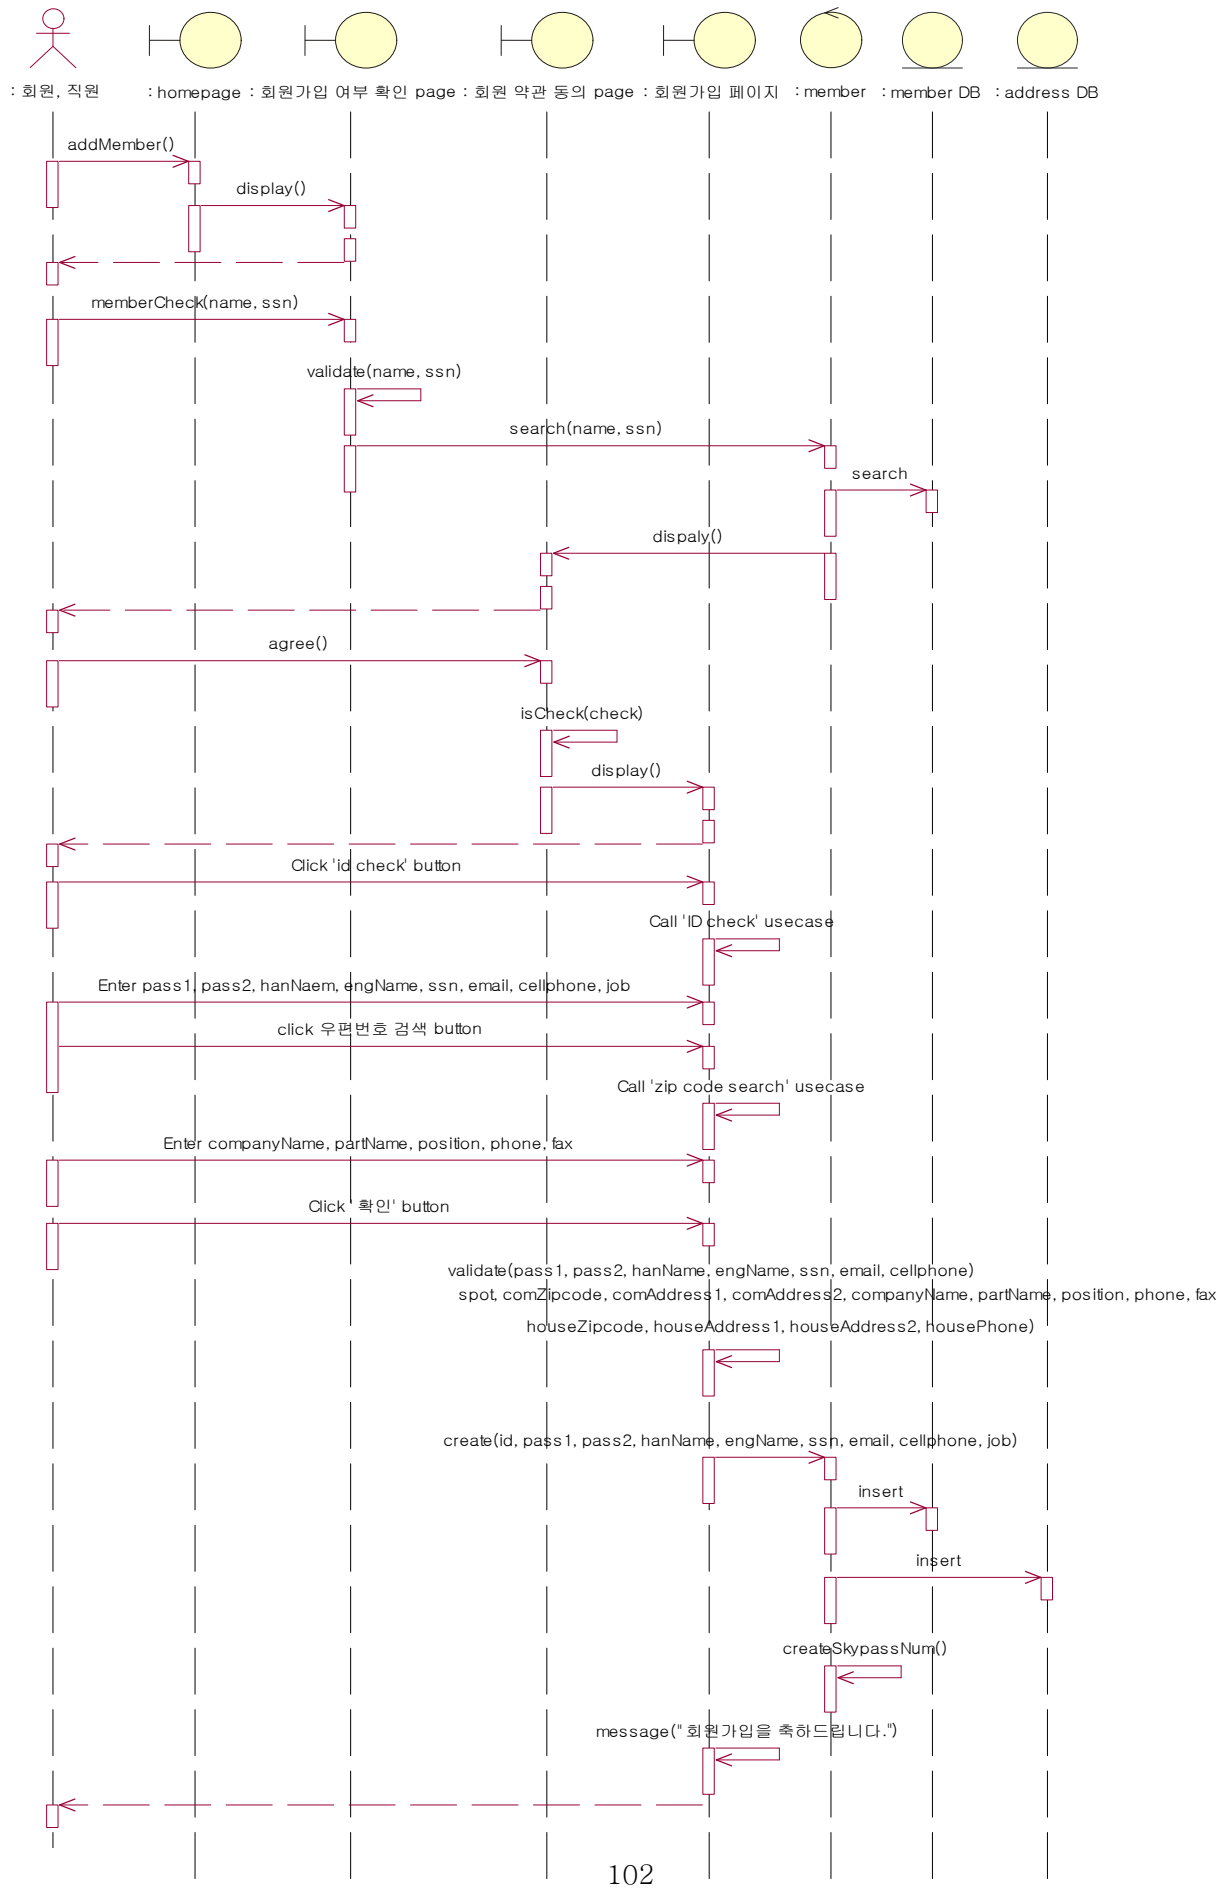 : 회원, 직원 : homepage : 회원가입 여부 확인 page : 회원 약관 동의 page : 회원가입 페이지 : member : member DB : address DB
addMember()
display()
memberCheck(name, ssn)
validate(name, ssn)
search(name, ssn)
search
dispaly()
agree()
isCheck(check)
display()
Click 'id check' button
Call 'ID check' usecase
Enter pass1, pass2, hanNaem, engName, ssn, email, cellphone, job
click 우편번호 검색 button
Call 'zip code search' usecase
Enter companyName, partName, position, phone, fax
Click ' 확인' button
validate(pass1, pass2, hanName, engName, ssn, email, cellphone)
spot, comZipcode, comAddress1, comAddress2, companyName, partName, position, phone, fax
houseZipcode, houseAddress1, houseAddress2, housePhone)
create(id, pass1, pass2, hanName, engName, ssn, email, cellphone, job)
insert
insert
createSkypassNum()
message(" 회원가입을 축하드립니다.")
102